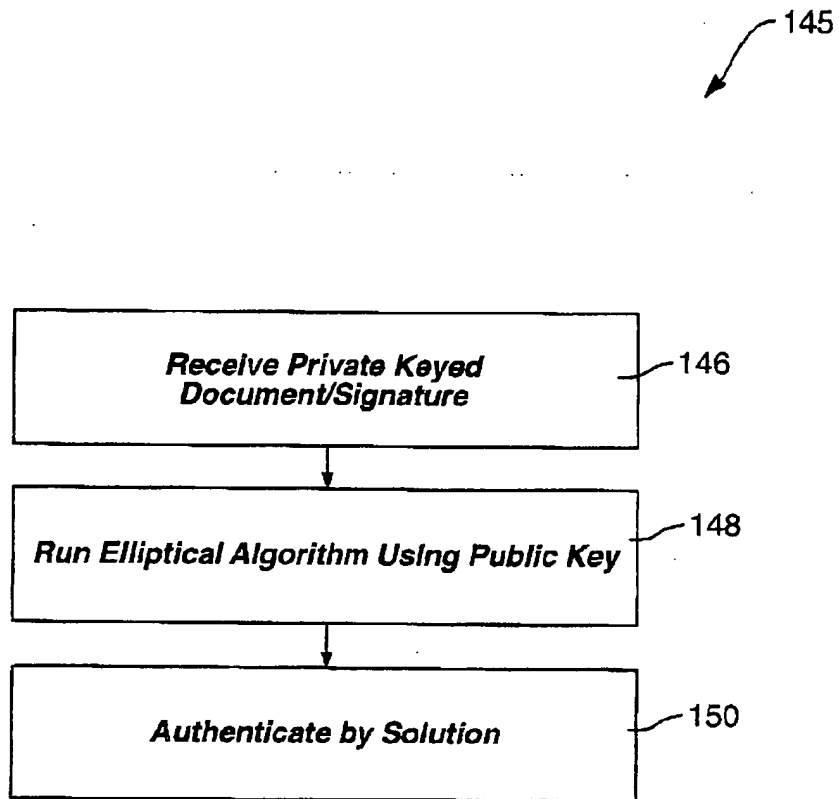 145
Receive Private Keyed
Document/Signature
146
Run Elliptical Algorithm Using Public Key
148
Authenticate by Solution
150